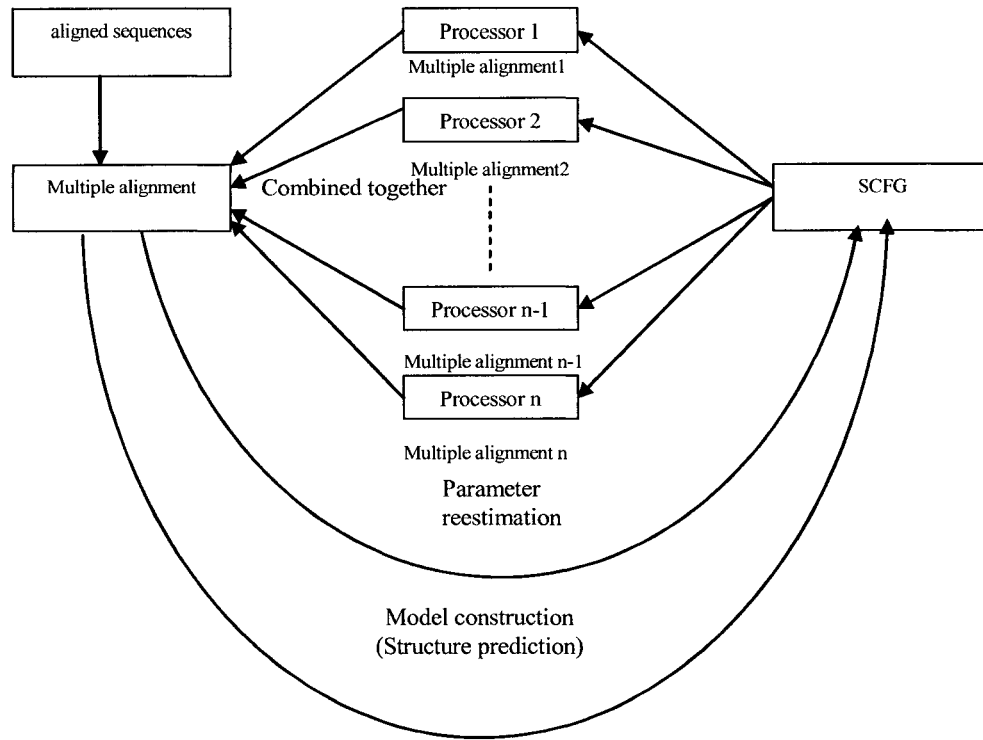 aligned sequences
Processor 1
Multiple alignment1
Processor 2
Multiple alignment2
Multiple alignment
Combined together
SCFG
Processor n-1
Multiple alignment n-1
Processor n
Multiple alignment n
Parameter
reestimation
Model construction
(Structure prediction)